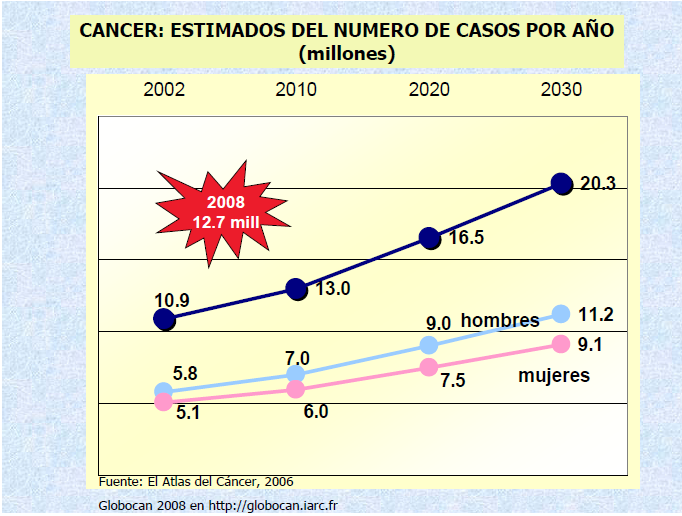 CANCER: ESTIMADOS DEL NUMERO DE CASOS POR AÑO
(millones)
2002 2010 2020 2030
20.3
2008
12.7 mill
16.5
10.9
13.0
9.0 hombres 11.2
5.8 7.0 9.1
7.5 mujeres
5.1 6.0
Fuente: El Atlas del Cáncer, 2006
Globocan 2008 en http://globocan.iarc.fr